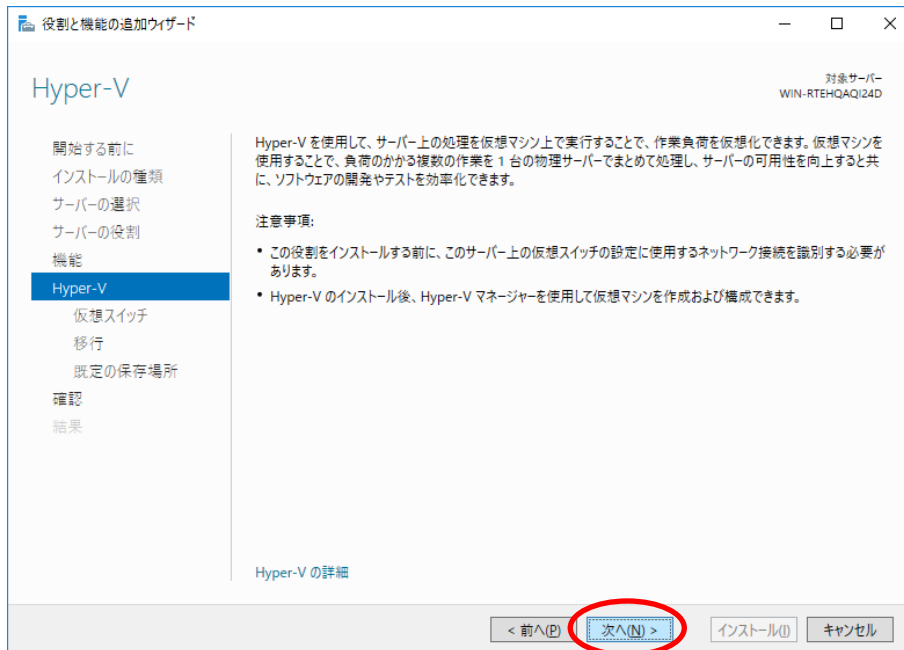 役割と機能の追加ウィザード
Hyper-V
対象サーバー
WIN-RTEHQAQI24D
開始する前に
インストールの種類
サーバーの選択
サーバーの役割
機能
Hyper-V
仮想スイッチ
移行
既定の保存場所
確認
結果
Hyper-V を使用して、サーバー上の処理を仮想マシン上で実行することで、作業負荷を仮想化できます。仮想マシンを
使用することで、負荷のかかる複数の作業を 1 台の物理サーバーでまとめて処理し、サーバーの可用性を向上すると共
に、ソフトウェアの開発やテストを効率化できます。
注意事項:
• この役割をインストールする前に、このサーバー上の仮想スイッチの設定に使用するネットワーク接続を識別する必要が
あります。
• Hyper-V のインストール後、Hyper-V マネージャーを使用して仮想マシンを作成および構成できます。
Hyper-V の詳細
< 前へ(P)
次へ(N) >
インストール(I)
キャンセル